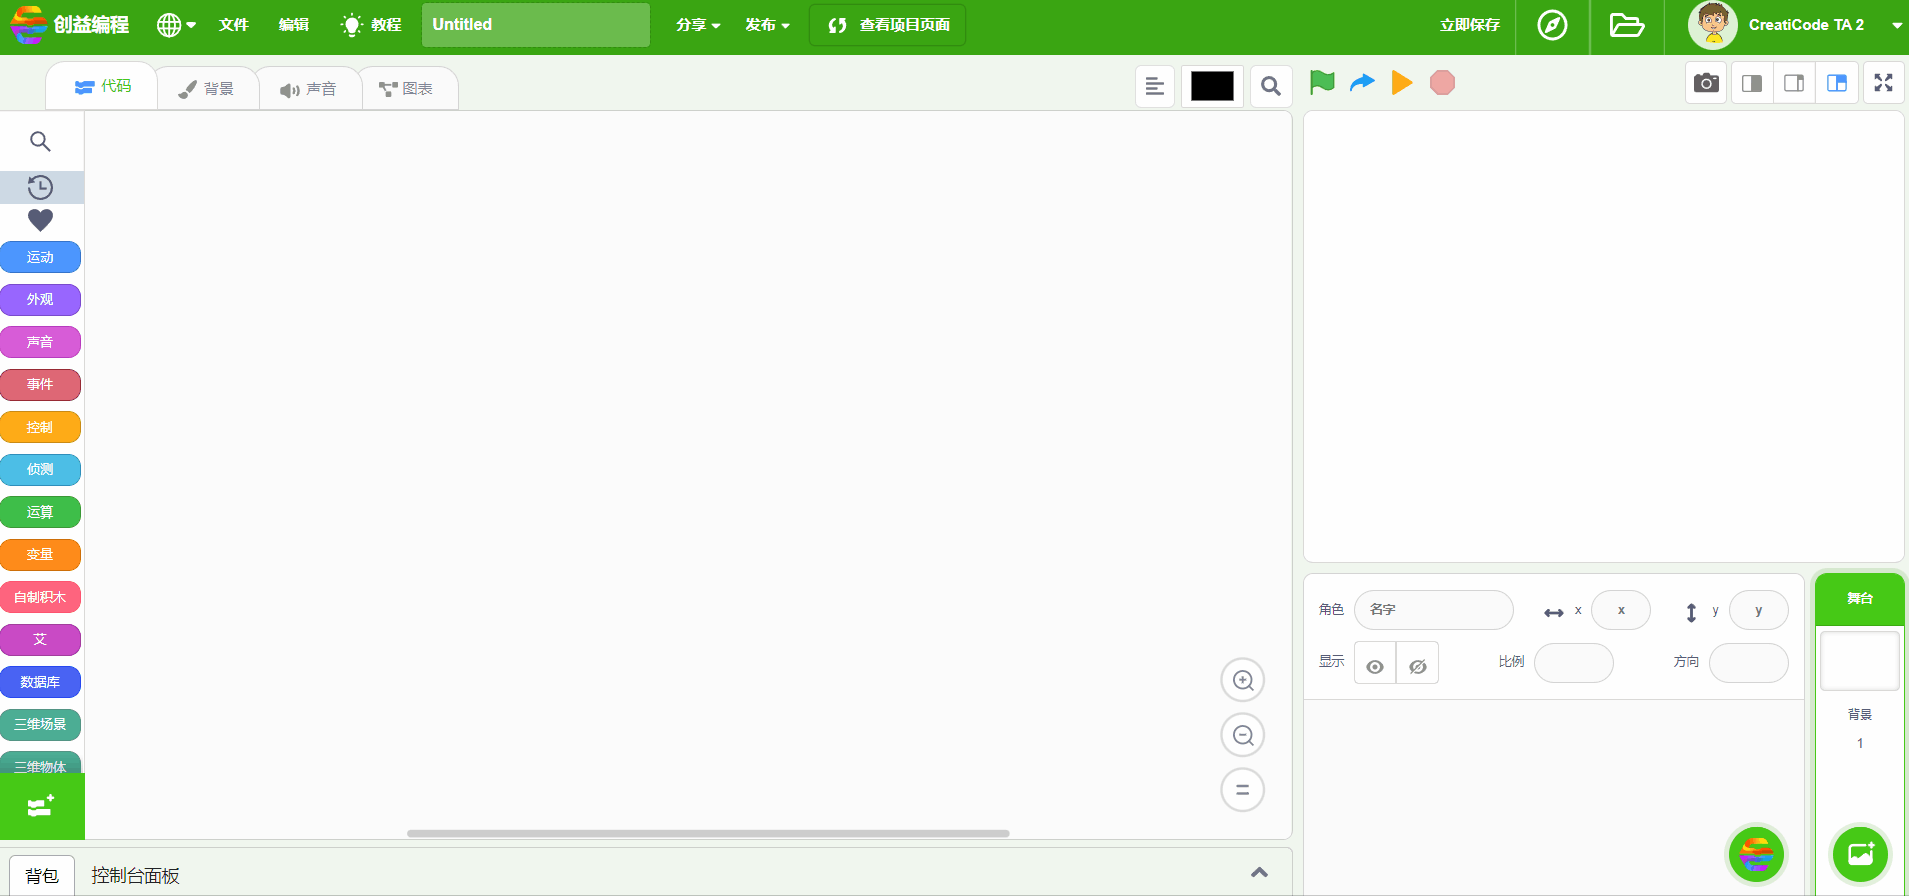 创益编程
文件
编辑
教程
Untitled
分享
发布
查看项目页面
立即保存
CreatiCode TA 2
代码
背景
声音
图表
运动
外观
声音
事件
控制
侦测
运算
变量
自制积木
艾
数据库
三维场景
三维物体
角色
名字
x
x
y
y
显示
比例
方向
舞台
背景
1
背包
控制台面板